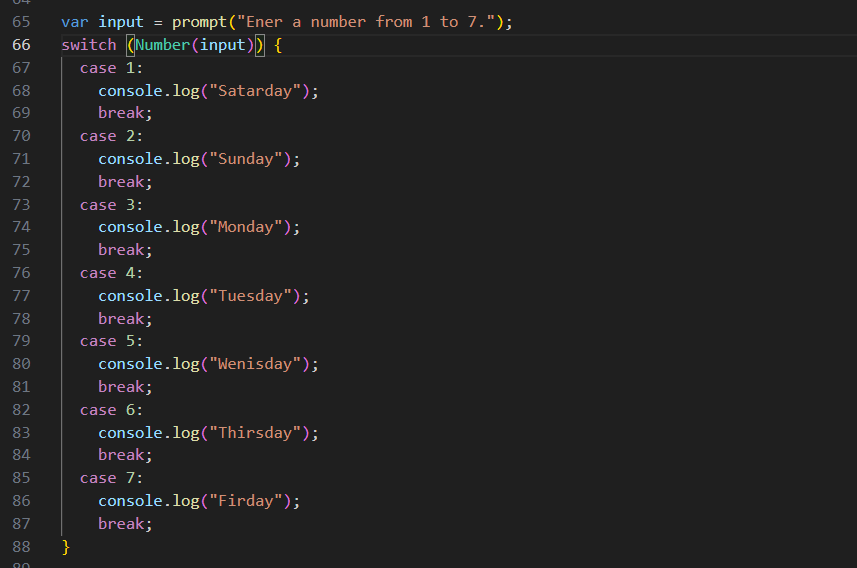 65 var input = prompt("Ener a number from 1 to 7.");
66 switch (Number(input)) {
67 case 1:
68 console.log("Satarday");
69 break;
70 case 2:
71 console.log("Sunday");
72 break;
73 case 3:
74 console.log("Monday");
75 break;
76 case 4:
77 console.log("Tuesday");
78 break;
79 case 5:
80 console.log("Wenisday");
81 break;
82 case 6:
83 console.log("Thirsday");
84 break;
85 case 7:
86 console.log("Firday");
87 break;
88 }